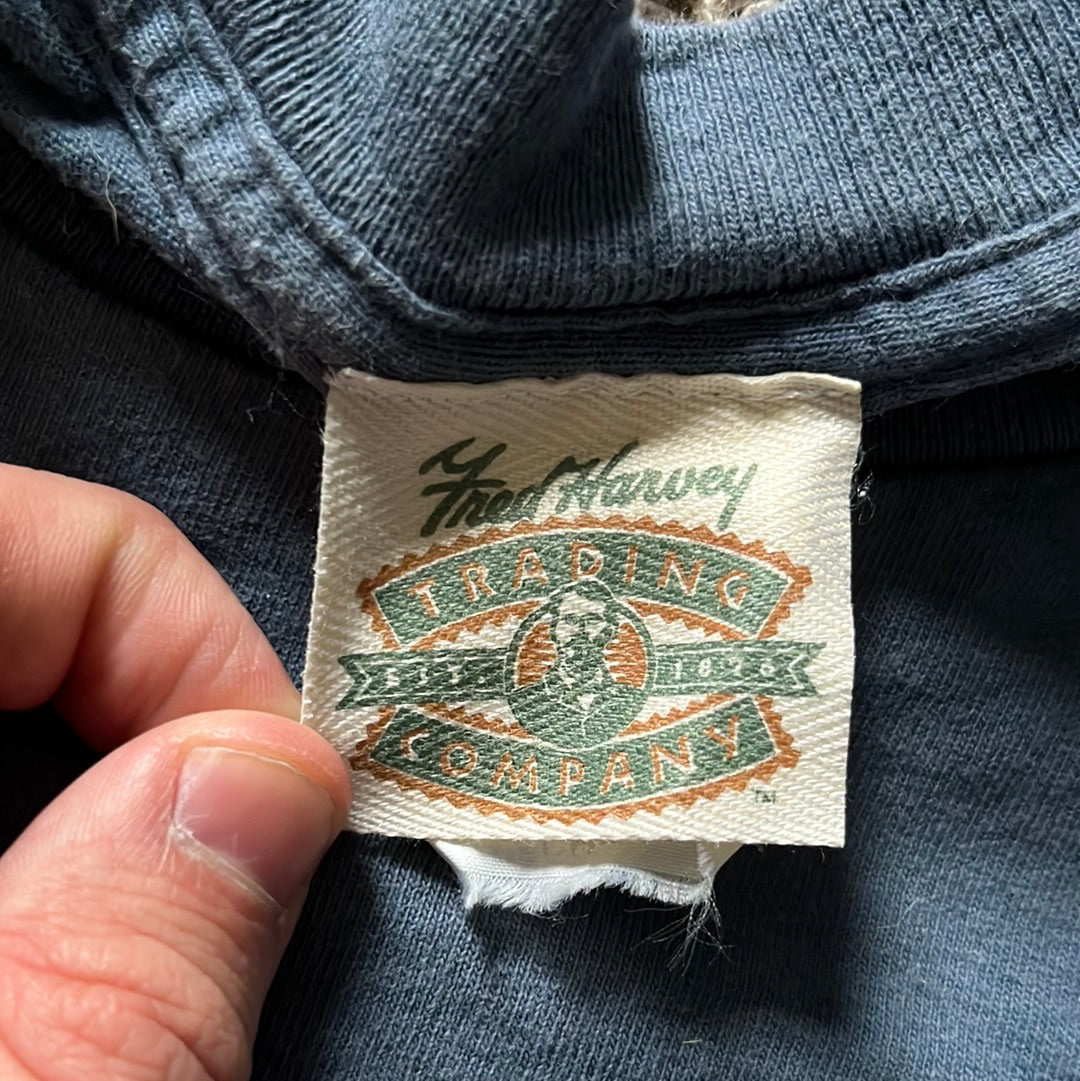 Fred Harvey
TRADING
EST. 1876
COMPANY
TM